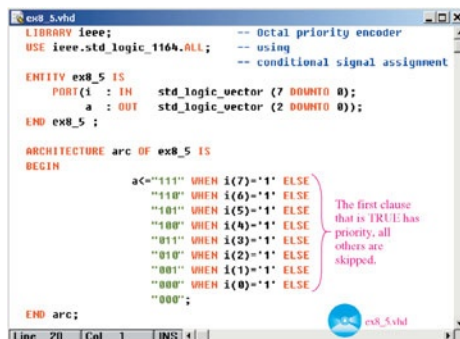 ex8_5.vhd
LIBRARY ieee; -- Octal priority encoder
USE ieee.std_logic_1164.ALL; -- using
-- conditional signal assignment
ENTITY ex8_5 IS
PORT(i : IN std_logic_vector (7 DOWNTO 0);
a : OUT std_logic_vector (2 DOWNTO 0));
END ex8_5 ;
ARCHITECTURE arc OF ex8_5 IS
BEGIN
a<="111" WHEN i(7)='1' ELSE
"110" WHEN i(6)='1' ELSE
"101" WHEN i(5)='1' ELSE
"100" WHEN i(4)='1' ELSE
"011" WHEN i(3)='1' ELSE
"010" WHEN i(2)='1' ELSE
"001" WHEN i(1)='1' ELSE
"000" WHEN i(0)='1' ELSE
"000";
The first clause
that is TRUE has
priority, all
others are
skipped.
END arc;
ex8_5.vhd
Line 20 Col 1 INS